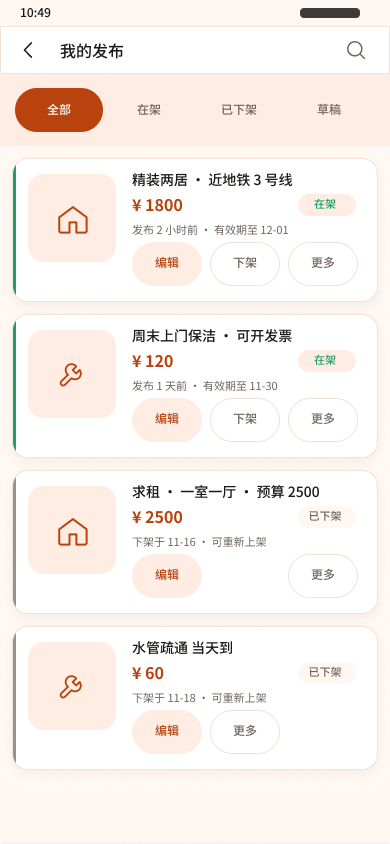 10:49
我的发布
全部 在架 已下架 草稿
精装两居 · 近地铁 3 号线
¥ 1800 在架
发布 2 小时前 · 有效期至 12-01
编辑 下架 更多
周末上门保洁 · 可开发票
¥ 120 在架
发布 1 天前 · 有效期至 11-30
编辑 下架 更多
求租 · 一室一厅 · 预算 2500
¥ 2500 已下架
下架于 11-16 · 可重新上架
编辑 更多
水管疏通 当天到
¥ 60 已下架
下架于 11-18 · 可重新上架
编辑 更多